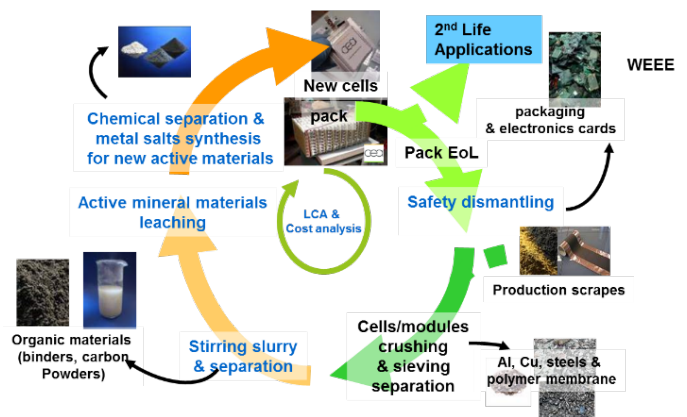 2nd Life
Applications
WEEE
New cells
pack
packaging
& electronics cards
Chemical separation &
metal salts synthesis
for new active materials
Pack EoL
Active mineral materials
leaching
LCA &
Cost analysis
Safety dismantling
Production scrapes
Organic materials
(binders, carbon
Powders)
Stirring slurry
& separation
Cells/modules
crushing
& sieving
separation
Al, Cu, steels &
polymer membrane
cea
cea